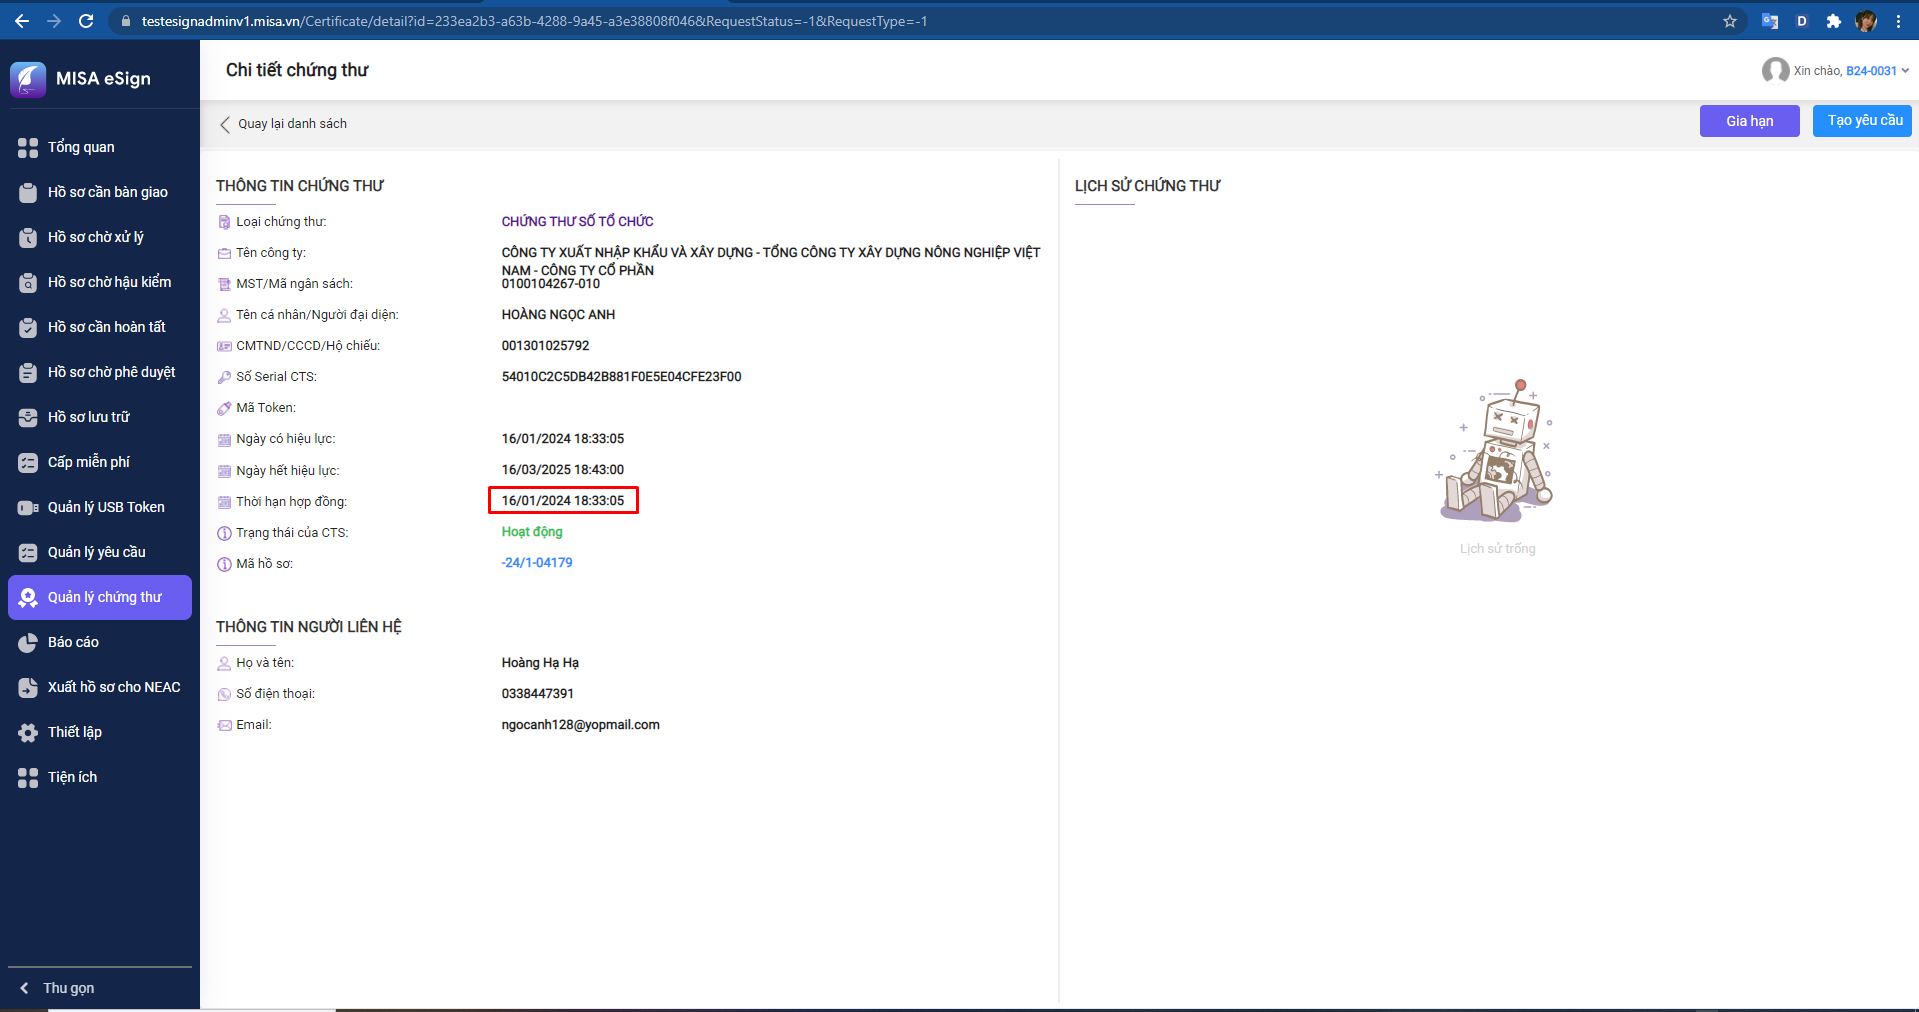 testesignadminv1.misa.vn/Certificate/detail?id=233ea2b3-a63b-4288-9a45-a3e38808f046&RequestStatus=-1&RequestType=-1
MISA eSign
Chi tiết chứng thư
Xin chào, B24-0031
Quay lại danh sách
Gia hạn
Tạo yêu cầu
Tổng quan
Hồ sơ cần bàn giao
Hồ sơ chờ xử lý
Hồ sơ chờ hậu kiểm
Hồ sơ cần hoàn tất
Hồ sơ chờ phê duyệt
Hồ sơ lưu trữ
Cấp miễn phí
Quản lý USB Token
Quản lý yêu cầu
Quản lý chứng thư
Báo cáo
Xuất hồ sơ cho NEAC
Thiết lập
Tiện ích
Thu gọn
THÔNG TIN CHỨNG THƯ
Loại chứng thư: CHỨNG THƯ SỐ TỔ CHỨC
Tên công ty: CÔNG TY XUẤT NHẬP KHẨU VÀ XÂY DỰNG - TỔNG CÔNG TY XÂY DỰNG NÔNG NGHIỆP VIỆT
NAM - CÔNG TY CỔ PHẦN
MST/Mã ngân sách: 0100104267-010
Tên cá nhân/Người đại diện: HOÀNG NGỌC ANH
CMTND/CCCD/Hộ chiếu: 001301025792
Số Serial CTS: 54010C2C5DB42B881F0E5E04CFE23F00
Mã Token:
Ngày có hiệu lực: 16/01/2024 18:33:05
Ngày hết hiệu lực: 16/03/2025 18:43:00
Thời hạn hợp đồng: 16/01/2024 18:33:05
Trạng thái của CTS: Hoạt động
Mã hồ sơ: -24/1-04179
THÔNG TIN NGƯỜI LIÊN HỆ
Họ và tên: Hoàng Hạ Hạ
Số điện thoại: 0338447391
Email: ngocanh128@yopmail.com
LỊCH SỬ CHỨNG THƯ
Lịch sử trống